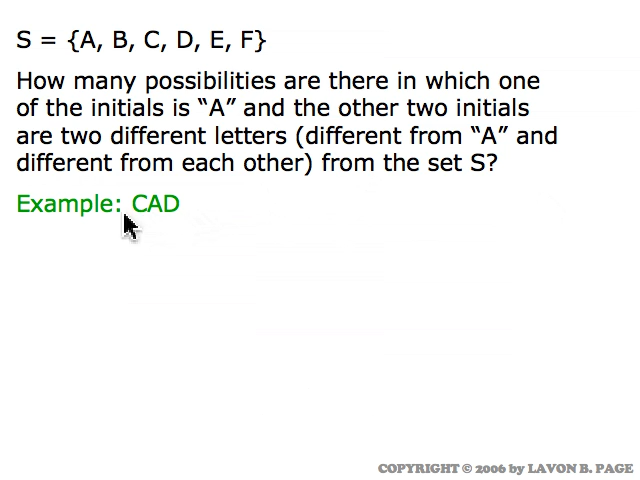 S = {A, B, C, D, E, F}
How many possibilities are there in which one
of the initials is “A” and the other two initials
are two different letters (different from “A” and
different from each other) from the set S?
Example: CAD
COPYRIGHT © 2006 by LAVON B. PAGE